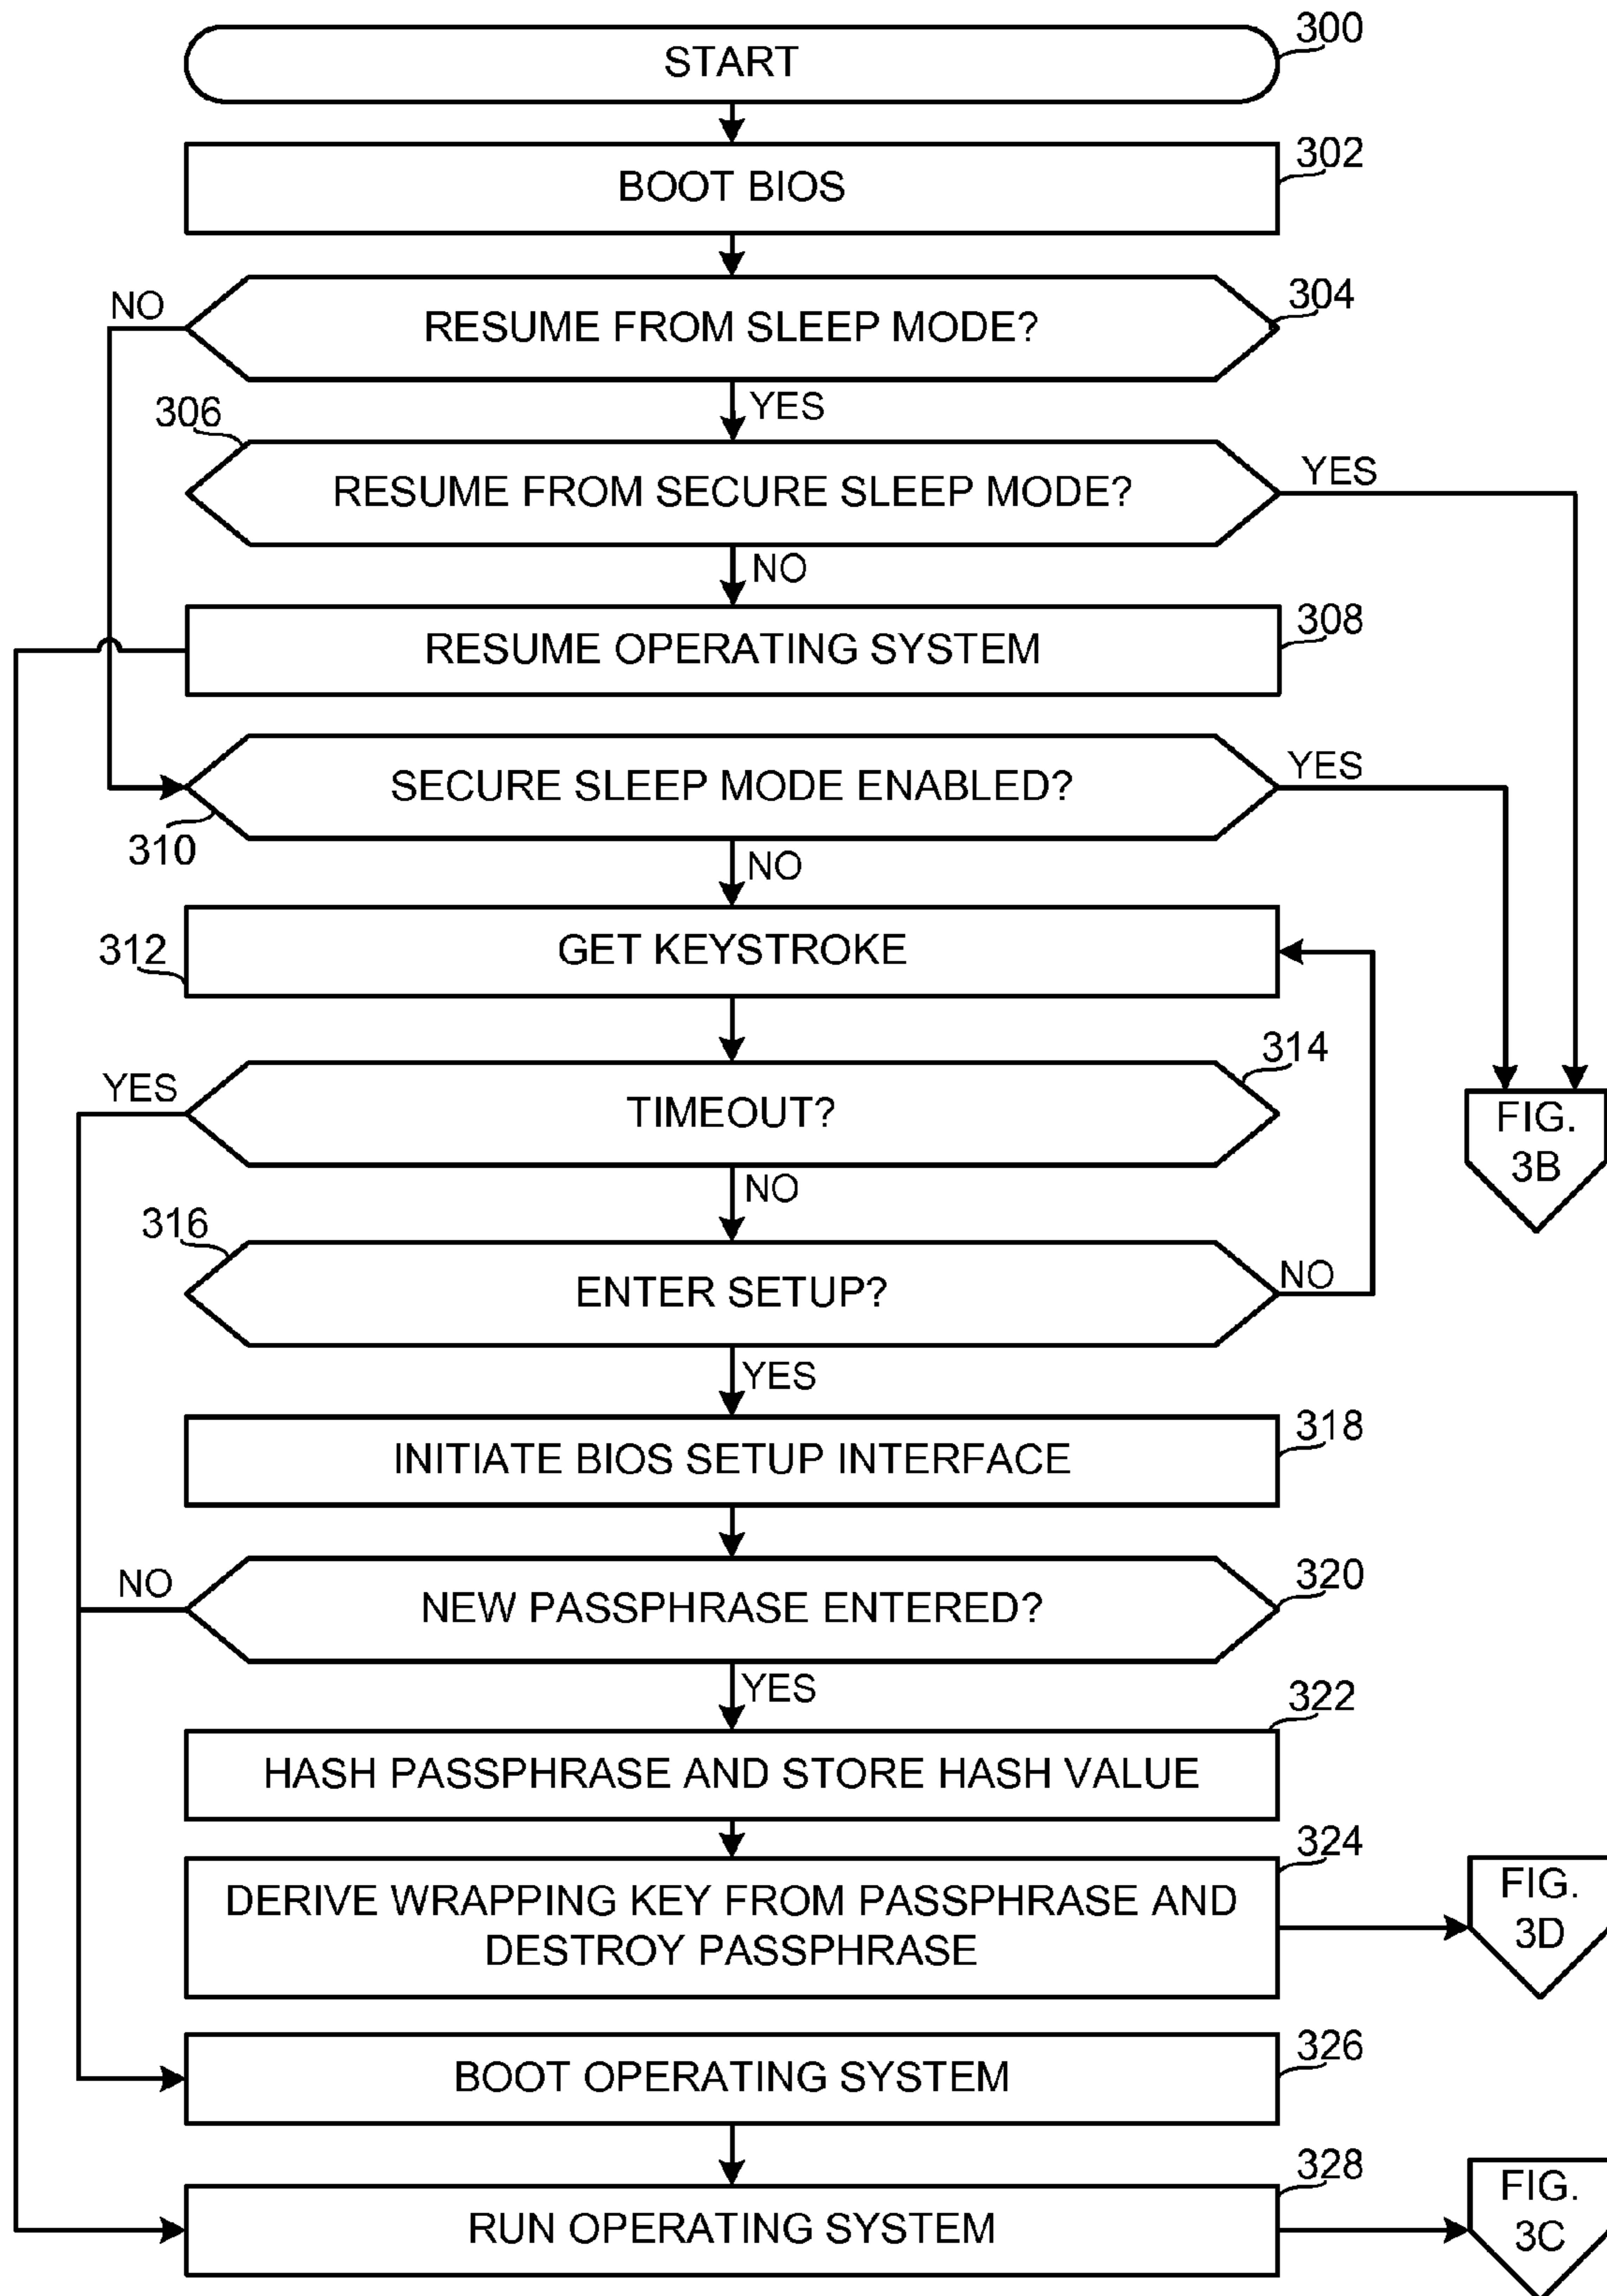 START
300
BOOT BIOS
302
NO
RESUME FROM SLEEP MODE?
304
YES
306
RESUME FROM SECURE SLEEP MODE?
YES
NO
RESUME OPERATING SYSTEM
308
SECURE SLEEP MODE ENABLED?
YES
310
NO
312
GET KEYSTROKE
314
YES
TIMEOUT?
FIG.
3B
NO
316
ENTER SETUP?
NO
YES
INITIATE BIOS SETUP INTERFACE
318
NO
NEW PASSPHRASE ENTERED?
320
YES
322
HASH PASSPHRASE AND STORE HASH VALUE
324
DERIVE WRAPPING KEY FROM PASSPHRASE AND
DESTROY PASSPHRASE
FIG.
3D
BOOT OPERATING SYSTEM
326
328
RUN OPERATING SYSTEM
FIG.
3C